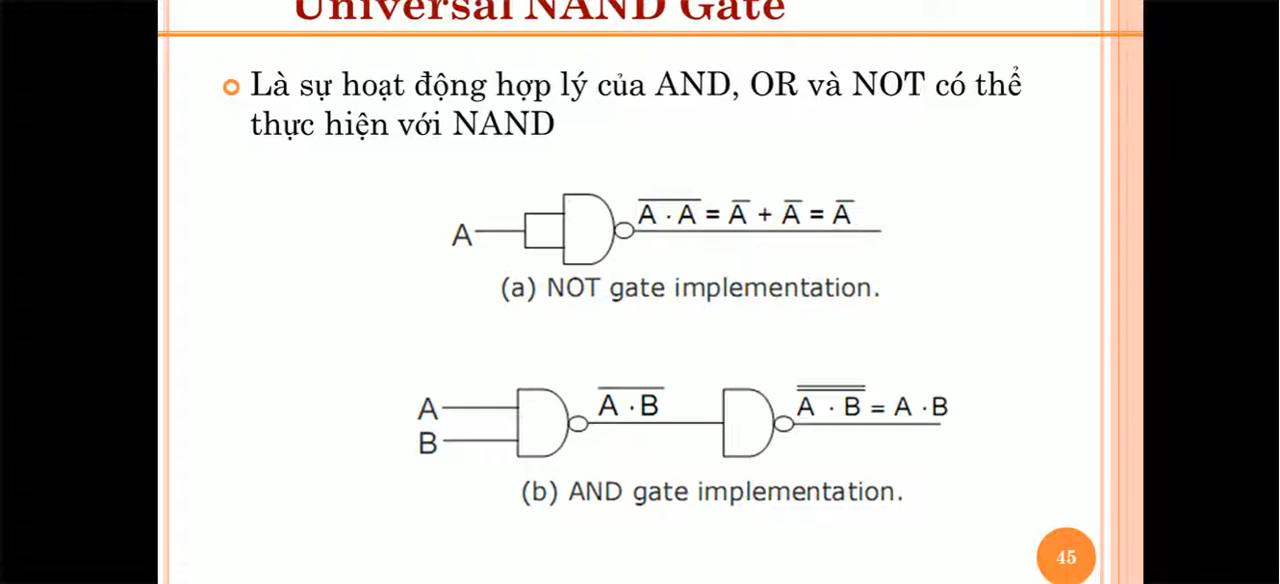 Universal NAND Gate
Là sự hoạt động hợp lý của AND, OR và NOT có thể
thực hiện với NAND
A
A̅ ̅·̅ ̅A̅ = A̅ + A̅ = A̅
(a) NOT gate implementation.
A
B
A̅ ̅·̅ ̅B̅
A̿ ̿·̿ ̿B̿ = A · B
(b) AND gate implementation.
45